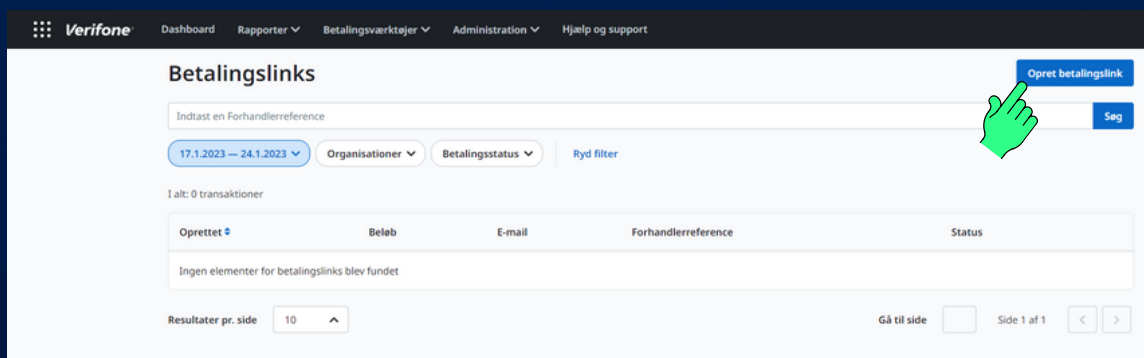 Verifone Dashboard Rapporter Betalingsværktøjer Administration Hjælp og support
Betalingslinks
Opret betalingslink
Indtast en Forhandlerreference
Søg
17.1.2023 — 24.1.2023 Organisationer Betalingsstatus Ryd filter
I alt: 0 transaktioner
Oprettet Beløb E-mail Forhandlerreference Status
Ingen elementer for betalingslinks blev fundet
Resultater pr. side 10 Gå til side Side 1 af 1